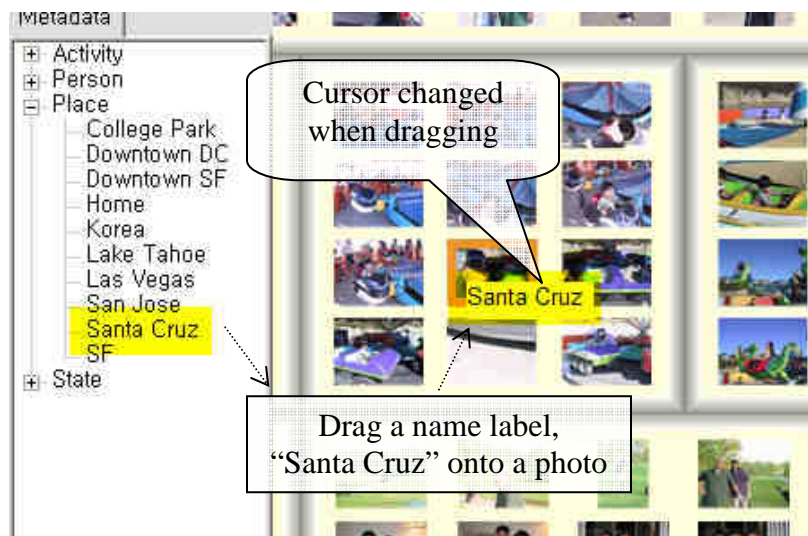 Metadata
Activity
Person
Place
College Park
Downtown DC
Downtown SF
Home
Korea
Lake Tahoe
Las Vegas
San Jose
Santa Cruz
SF
State
Cursor changed
when dragging
Santa Cruz
Drag a name label,
“Santa Cruz” onto a photo